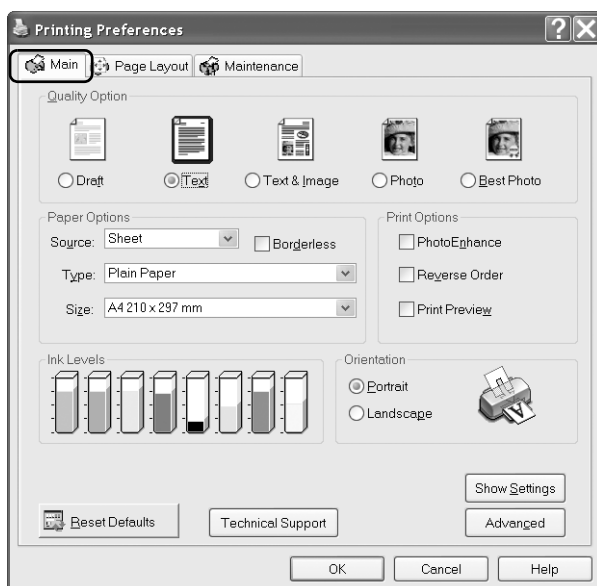 Printing Preferences
Main Page Layout Maintenance
Quality Option
Draft Text Text & Image Photo Best Photo
Paper Options
Source: Sheet Borderless
Type: Plain Paper
Size: A4 210 x 297 mm
Print Options
PhotoEnhance
Reverse Order
Print Preview
Ink Levels
Orientation
Portrait
Landscape
A
Show Settings
Reset Defaults Technical Support Advanced
OK Cancel Help